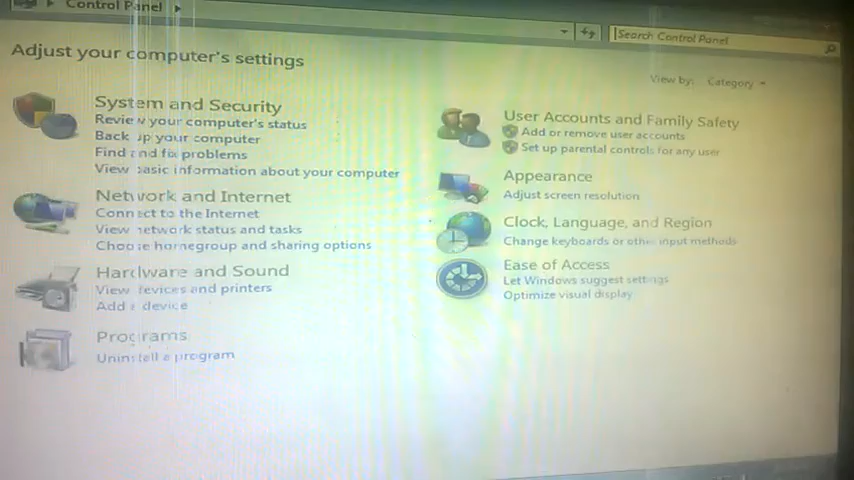 Control Panel
Search Control Panel
Adjust your computer's settings
View by: Category
System and Security
Review your computer's status
Back up your computer
Find and fix problems
View basic information about your computer
Network and Internet
Connect to the Internet
View network status and tasks
Choose homegroup and sharing options
Hardware and Sound
View devices and printers
Add a device
Programs
Uninstall a program
User Accounts and Family Safety
Add or remove user accounts
Set up parental controls for any user
Appearance
Adjust screen resolution
Clock, Language, and Region
Change keyboards or other input methods
Ease of Access
Let Windows suggest settings
Optimize visual display